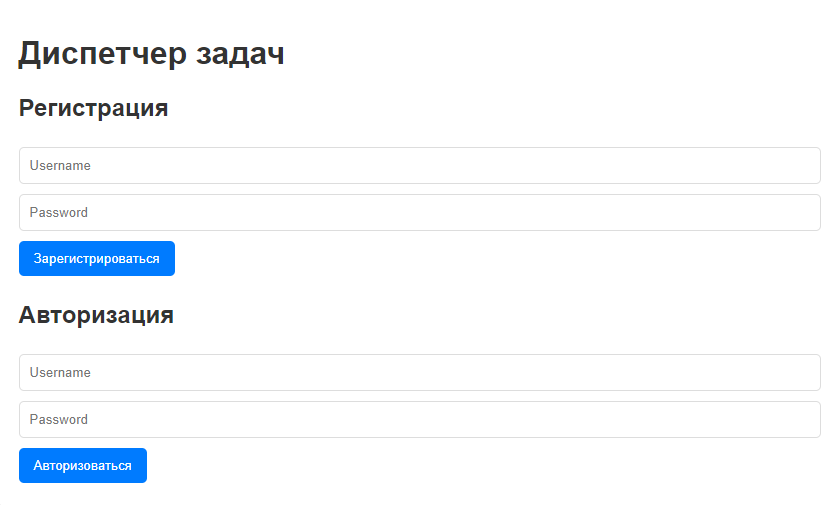 Диспетчер задач
Регистрация
Username
Password
Зарегистрироваться
Авторизация
Username
Password
Авторизоваться